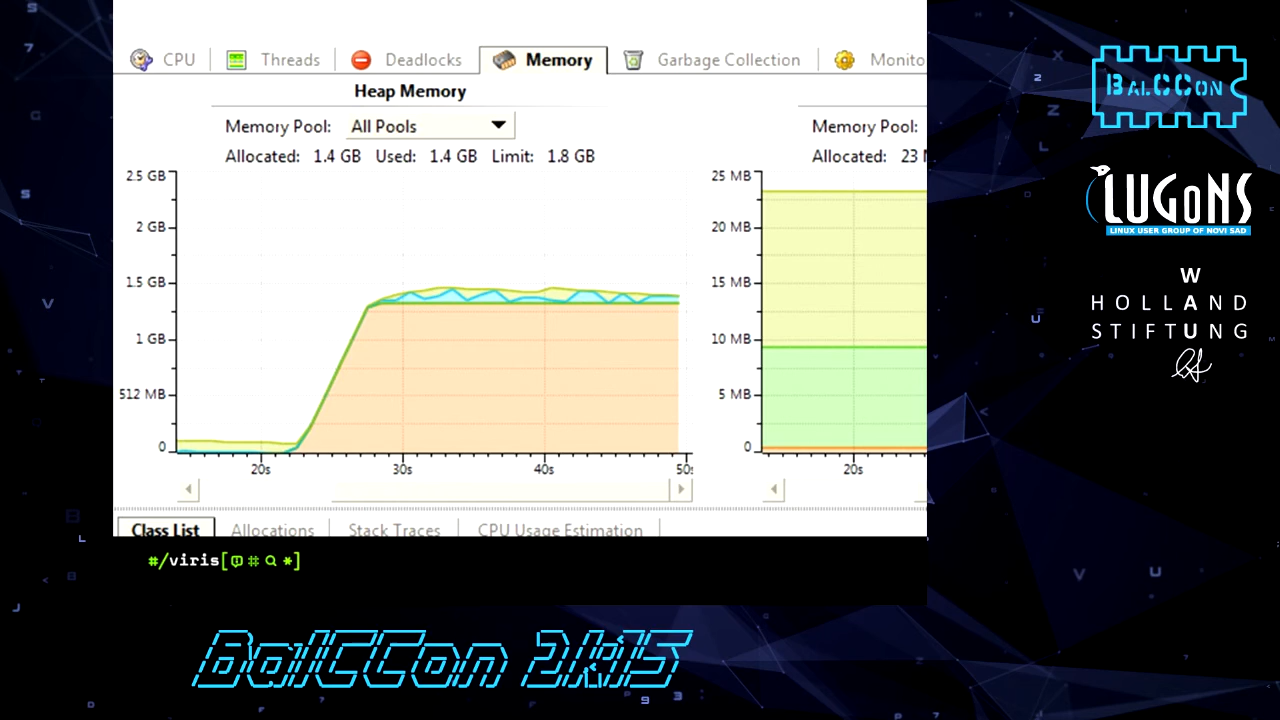 CPU Threads Deadlocks Memory Garbage Collection Monito
Heap Memory
Memory Pool: All Pools
Memory Pool:
Allocated: 1.4 GB Used: 1.4 GB Limit: 1.8 GB
Allocated: 23
2.5 GB
2 GB
1.5 GB
1 GB
512 MB
0
20s 30s 40s 50s
25 MB
20 MB
15 MB
10 MB
5 MB
0
20s
Class List Allocations Stack Traces CPU Usage Estimation
#/viris[ # *]
BalCCon 2k15
BALCCON
LUGoNS
LINUX USER GROUP OF NOVI SAD
WAU
HOLLAND
STIFTUNG